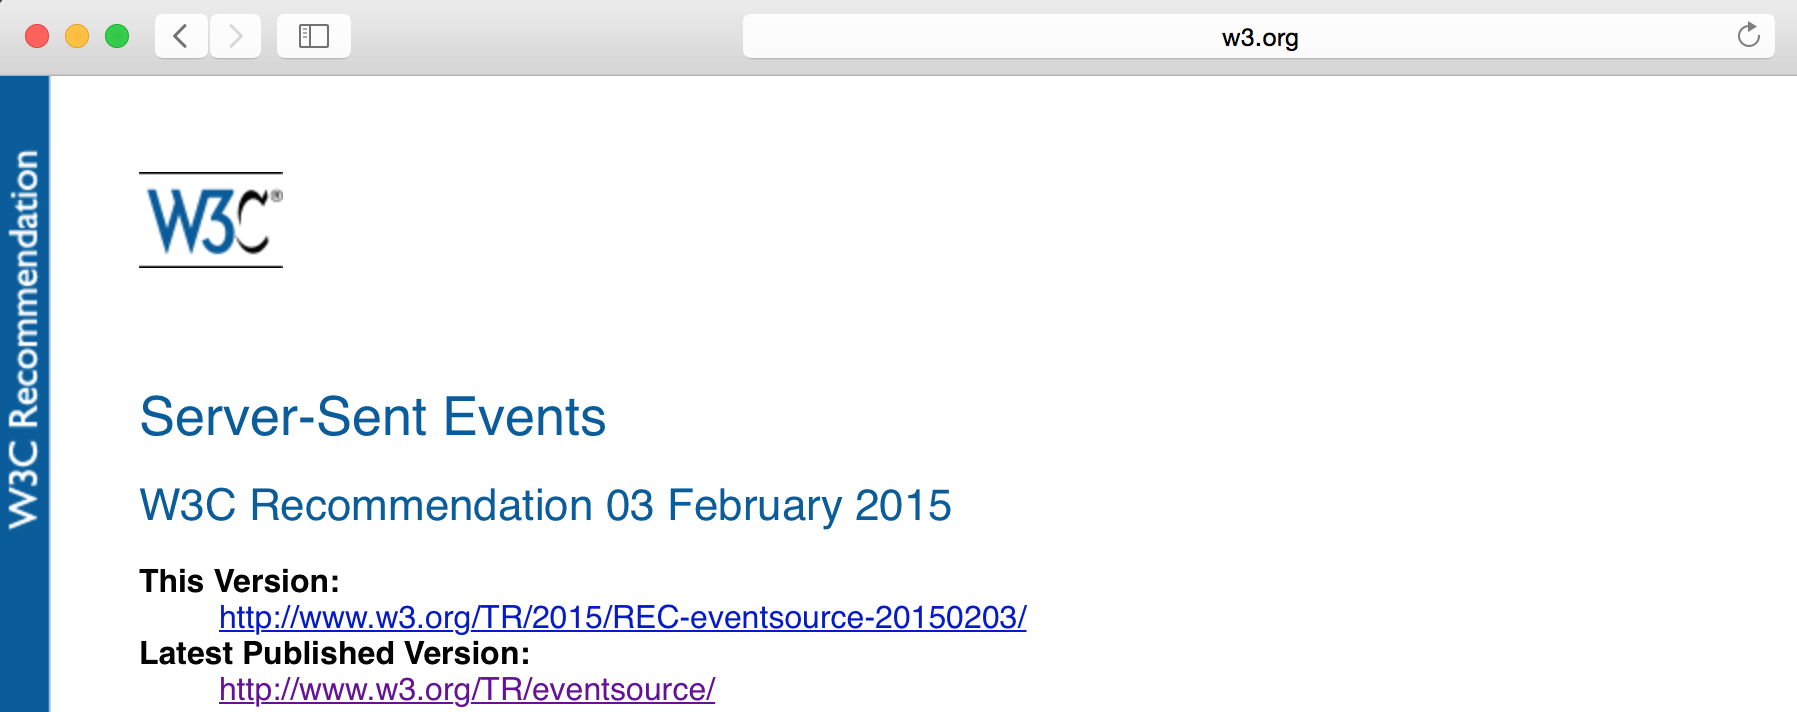 w3.org
W3C Recommendation
W3C®
Server-Sent Events
W3C Recommendation 03 February 2015
This Version:
http://www.w3.org/TR/2015/REC-eventsource-20150203/
Latest Published Version:
http://www.w3.org/TR/eventsource/